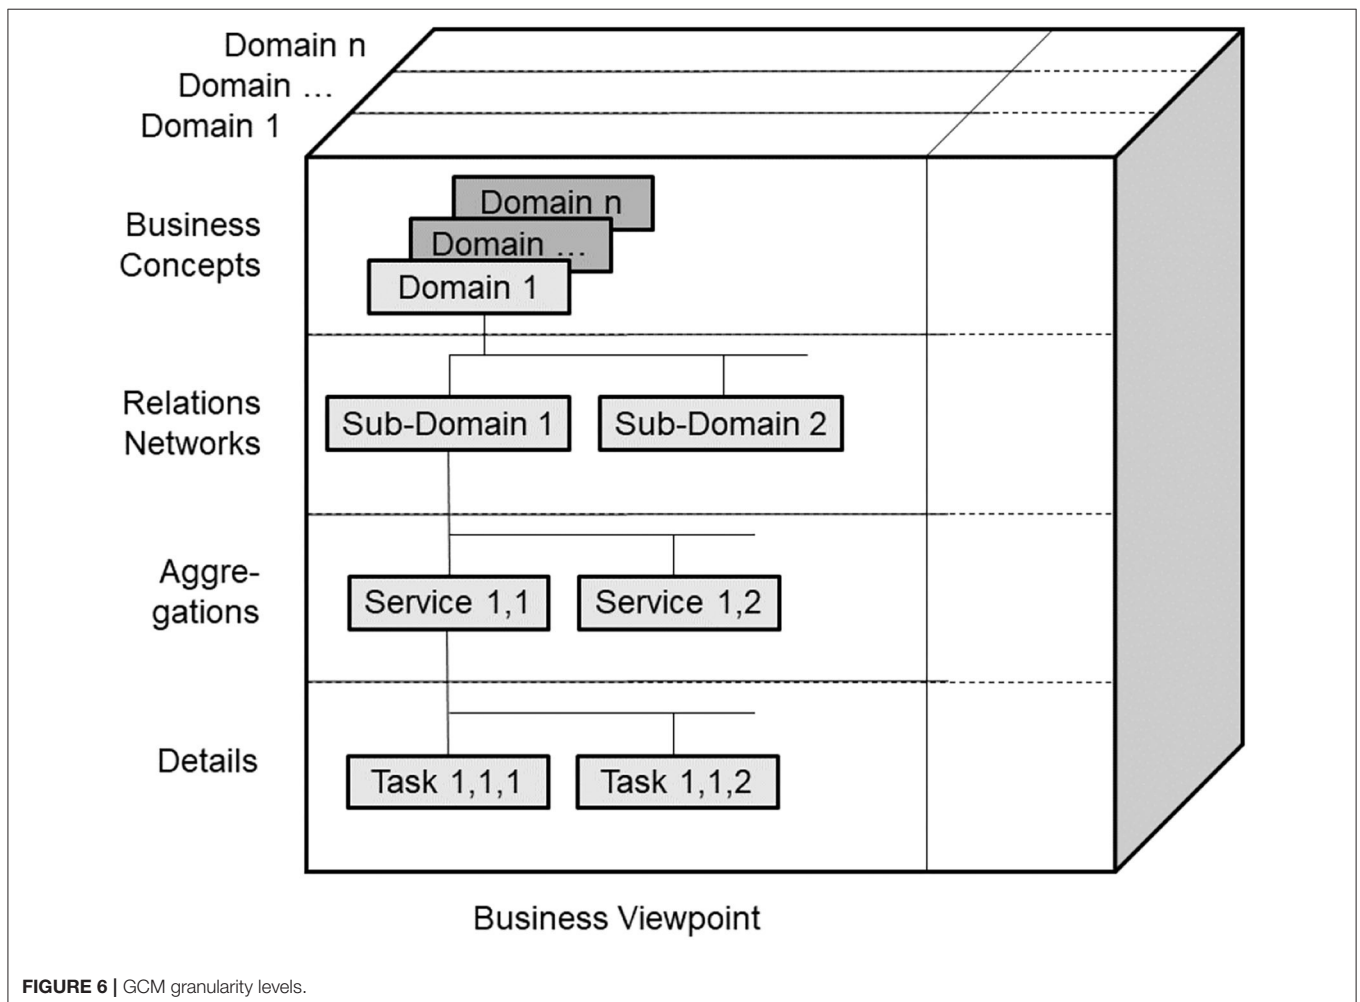 Domain n
Domain ...
Domain 1
Business
Concepts
Domain n
Domain ...
Domain 1
Relations
Networks
Sub-Domain 1
Sub-Domain 2
Aggre-
gations
Service 1,1
Service 1,2
Details
Task 1,1,1
Task 1,1,2
Business Viewpoint
FIGURE 6 | GCM granularity levels.